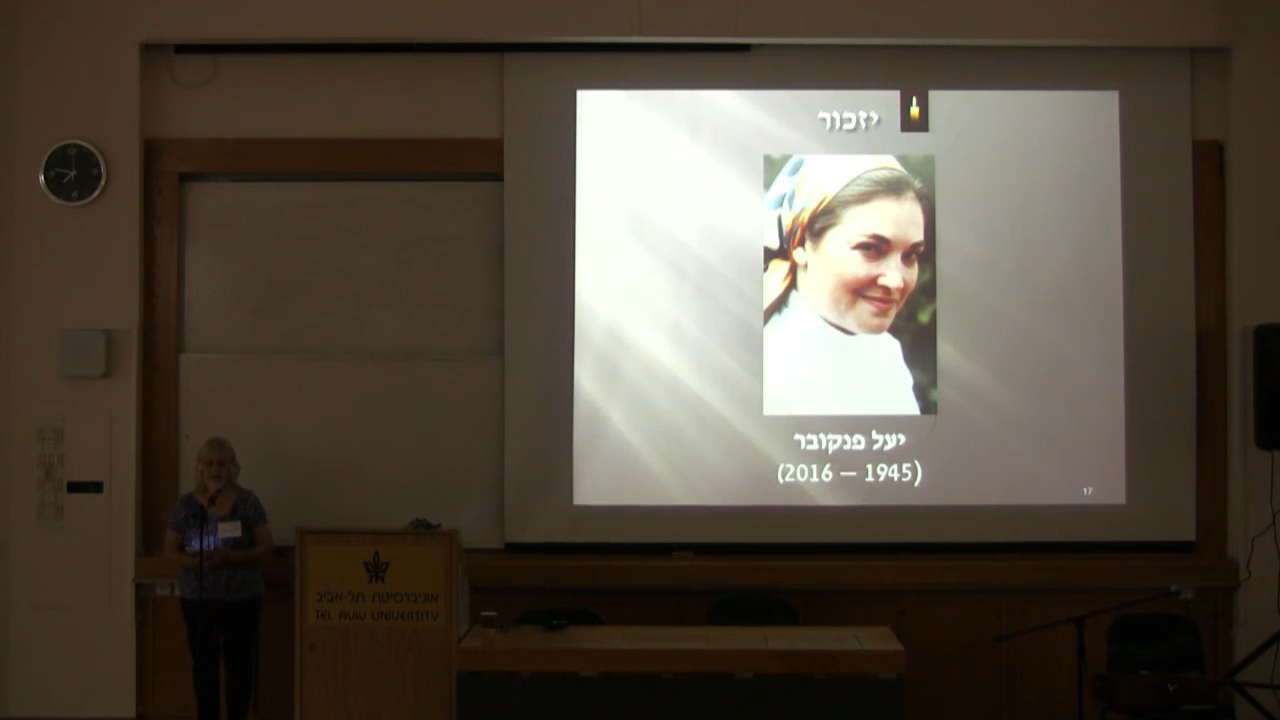 יזכור
יעל פנקובר
(2016 – 1945)
17
אוניברסיטת תל-אביב
TEL AVIV UNIVERSITY